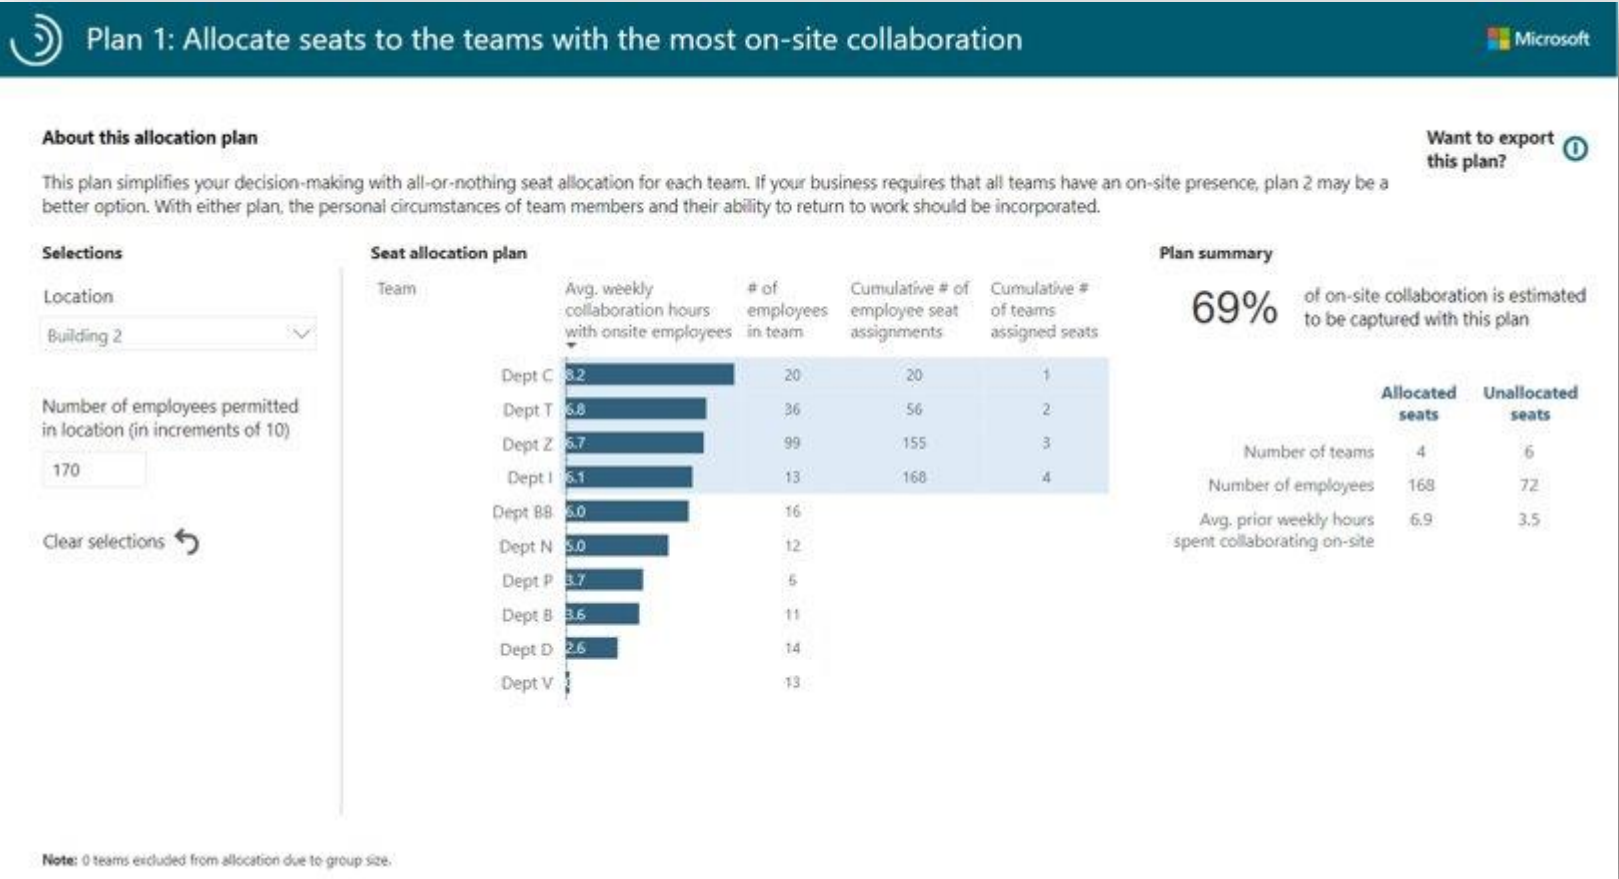 Plan 1: Allocate seats to the teams with the most on-site collaboration
Microsoft
About this allocation plan
Want to export
this plan?
This plan simplifies your decision-making with all-or-nothing seat allocation for each team. If your business requires that all teams have an on-site presence, plan 2 may be a
better option. With either plan, the personal circumstances of team members and their ability to return to work should be incorporated.
Selections
Location
Building 2
Number of employees permitted
in location (in increments of 10)
170
Clear selections
Seat allocation plan
Team
Avg. weekly
collaboration hours
with onsite employees
# of
employees
in team
Cumulative # of
employee seat
assignments
Cumulative #
of teams
assigned seats
Dept C 8.2 20 20 1
Dept T 6.8 36 56 2
Dept Z 6.7 99 155 3
Dept I 6.1 13 168 4
Dept BB 6.0 16
Dept N 5.0 12
Dept P 3.7 6
Dept B 3.6 11
Dept D 2.6 14
Dept V 13
Plan summary
69%
of on-site collaboration is estimated
to be captured with this plan
Allocated
seats
Unallocated
seats
Number of teams 4 6
Number of employees 168 72
Avg. prior weekly hours
spent collaborating on-site
6.9 3.5
Note: 0 teams excluded from allocation due to group size.